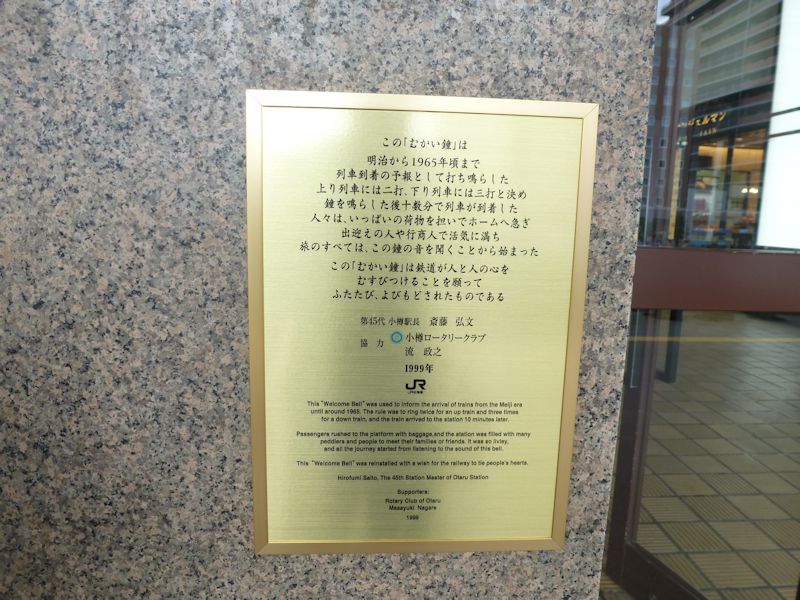 この「むかい鐘」は
明治から1965年頃まで
列車到着の予報として打ち鳴らした
上り列車には二打、下り列車には三打と決め
鐘を鳴らした後十数分で列車が到着した
人々は、いっぱいの荷物を担いでホームへ急ぎ
出迎えの人や行商人で活気に満ち
旅のすべては、この鐘の音を聞くことから始まった
この「むかい鐘」は鉄道が人と人の心を
むすびつけることを願って
ふたたび、よびもどされたものである
第45代 小樽駅長 斎藤 弘文
協力 小樽ロータリークラブ
流 政之
1999年
JR
This "Welcome Bell" was used to inform the arrival of trains from the Meiji era
until around 1965. The rule was to ring twice for an up train and three times
for a down train, and the train arrived to the station 10 minutes later.
Passengers rushed to the platform with baggage,and the station was filled with many
peddlers and people to meet their families or friends. It was so livley,
and all the journey started from listening to the sound of this bell.
This "Welcome Bell" was reinstalled with a wish for the railway to tie people's hearts.
Hirofumi Saito, The 45th Station Master of Otaru Station
Supporters:
Rotary Club of Otaru
Masayuki Nagare
1999